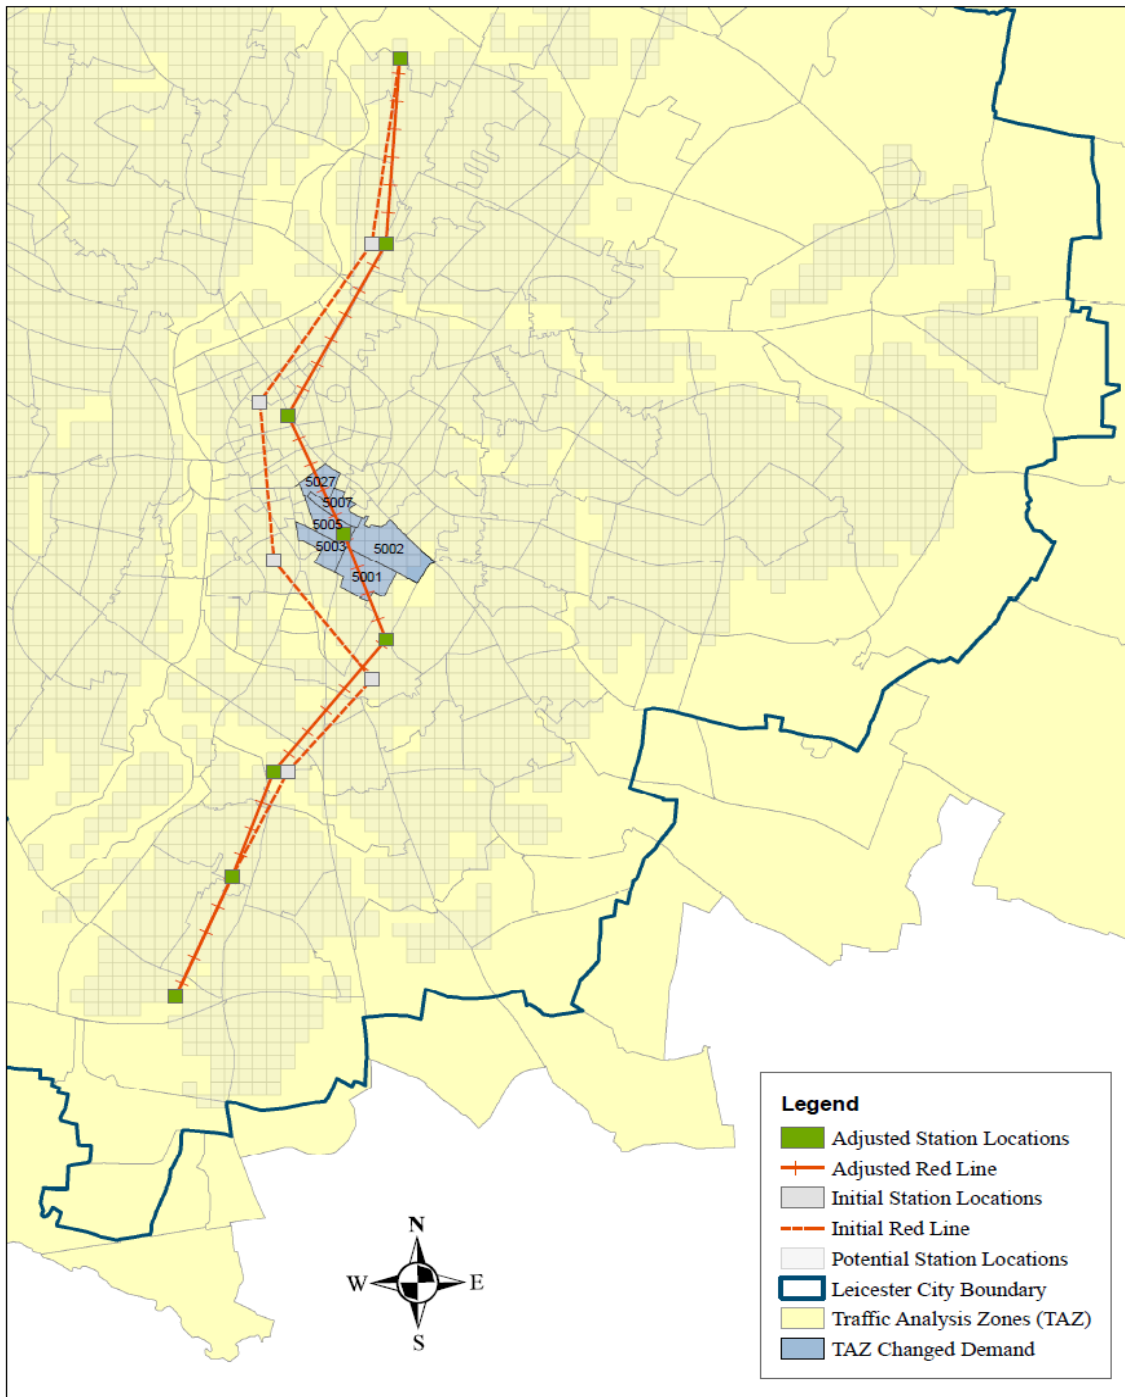 5027
5007
5005
5003
5002
5001
Legend
Adjusted Station Locations
Adjusted Red Line
Initial Station Locations
Initial Red Line
Potential Station Locations
Leicester City Boundary
Traffic Analysis Zones (TAZ)
TAZ Changed Demand
N
W E
S